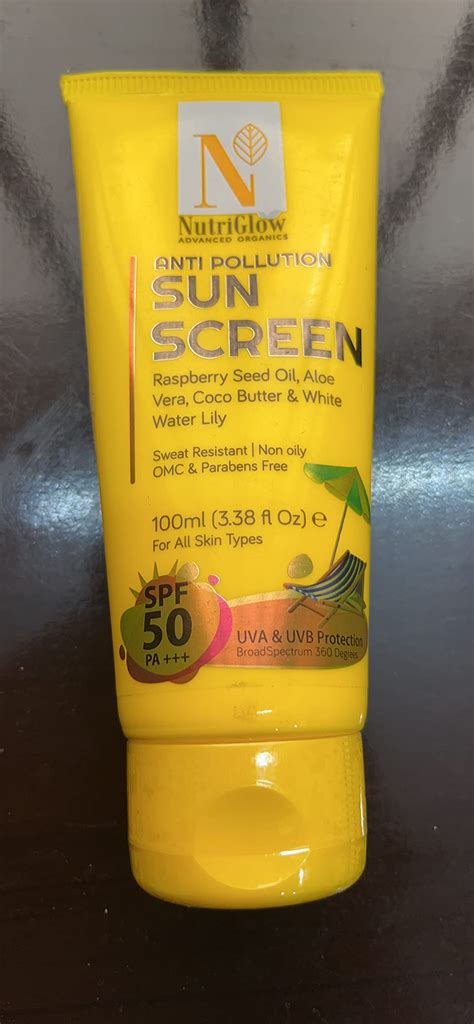 N
NutriGlow
ADVANCED ORGANICS
ANTI POLLUTION
SUN
SCREEN
Raspberry Seed Oil, Aloe
Vera, Coco Butter & White
Water Lily
Sweat Resistant | Non oily
OMC & Parabens Free
100ml (3.38 fl Oz) ℮
For All Skin Types
SPF
50
PA +++
UVA & UVB Protection
BroadSpectrum 360 Degrees